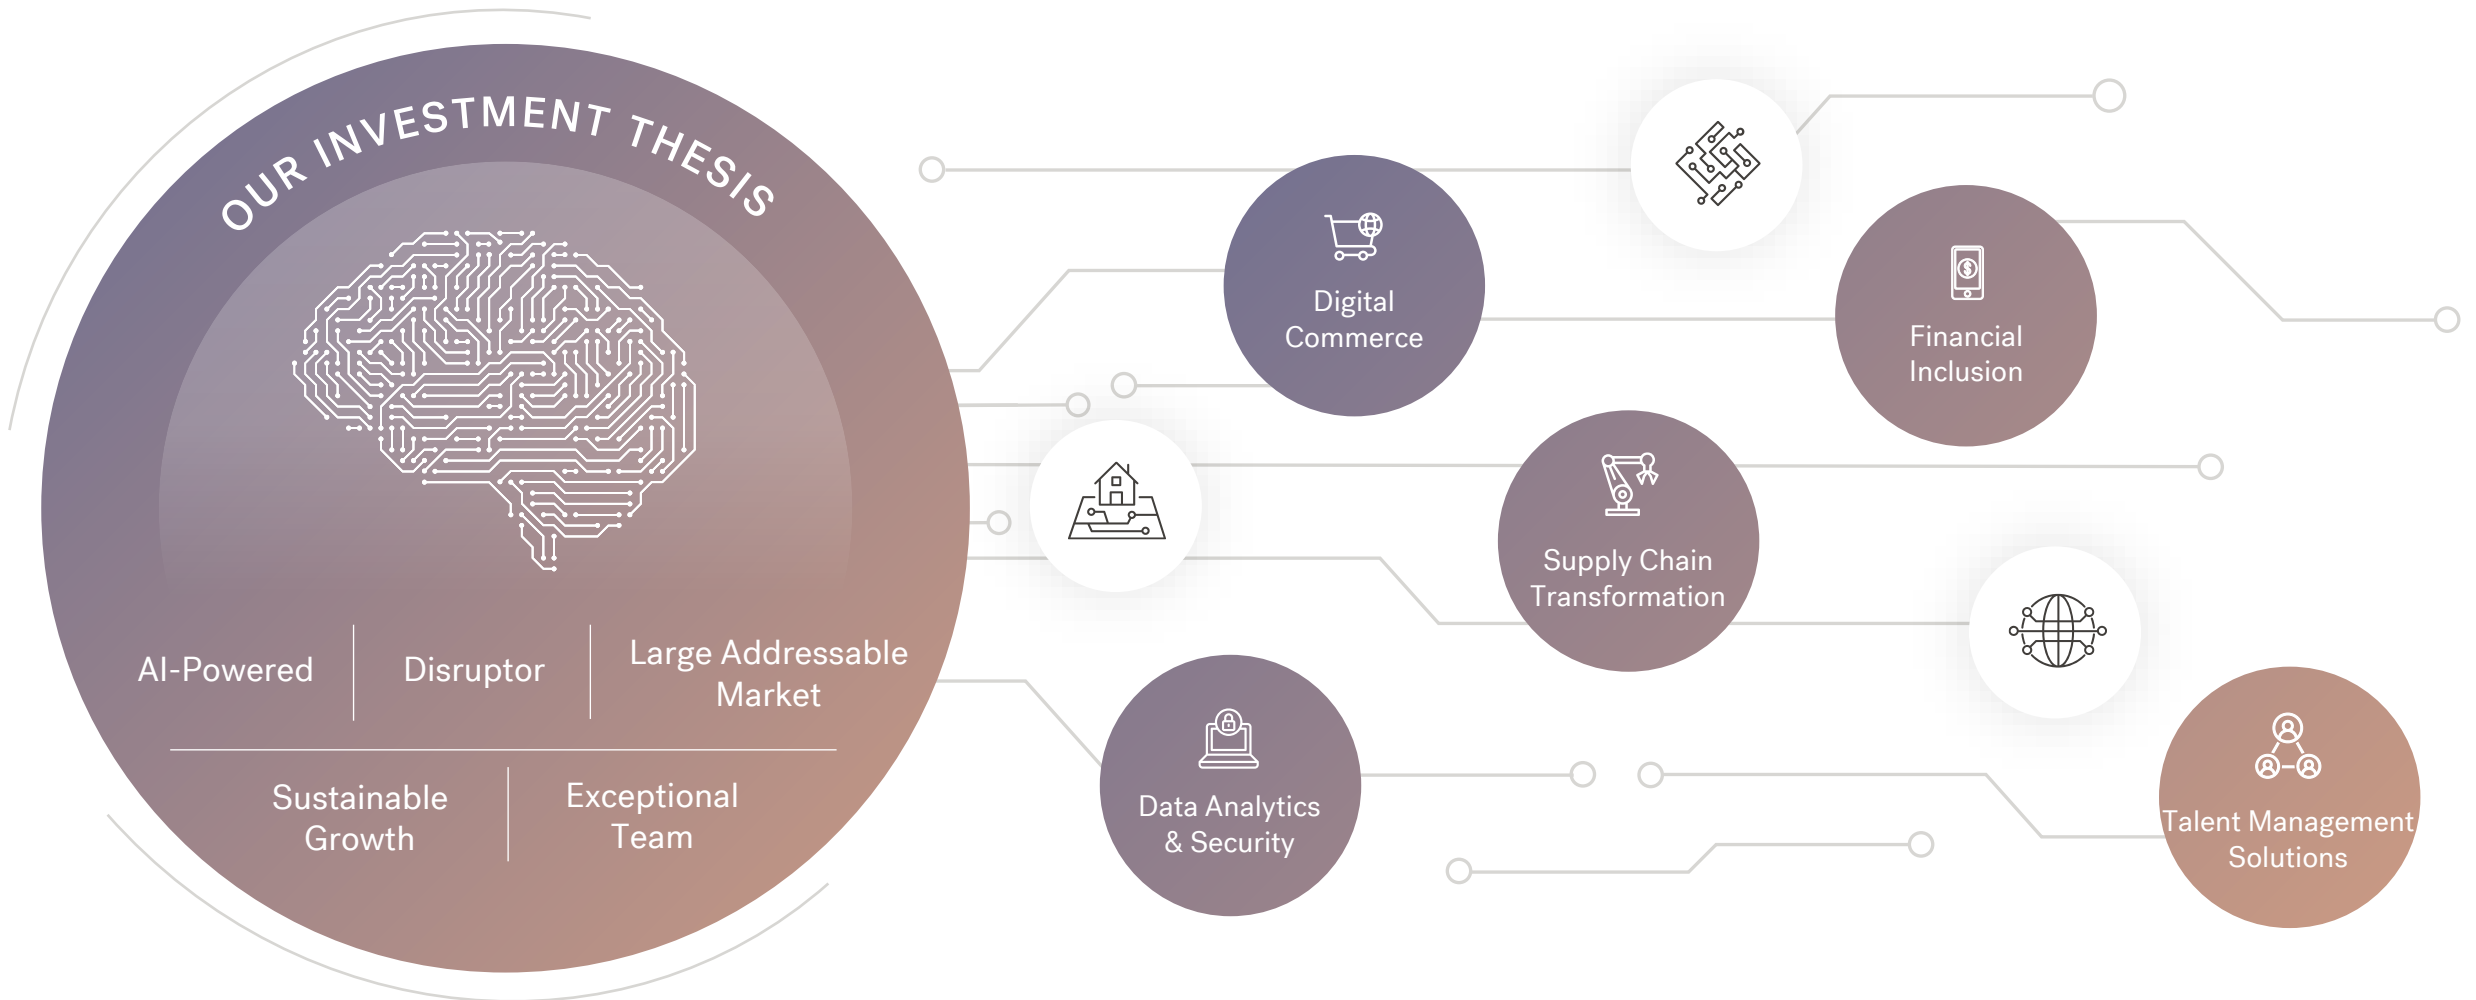 OUR INVESTMENT THESIS
AI-Powered
Disruptor
Large Addressable
Market
Sustainable
Growth
Exceptional
Team
Digital
Commerce
Financial
Inclusion
Supply Chain
Transformation
Data Analytics
& Security
Talent Management
Solutions